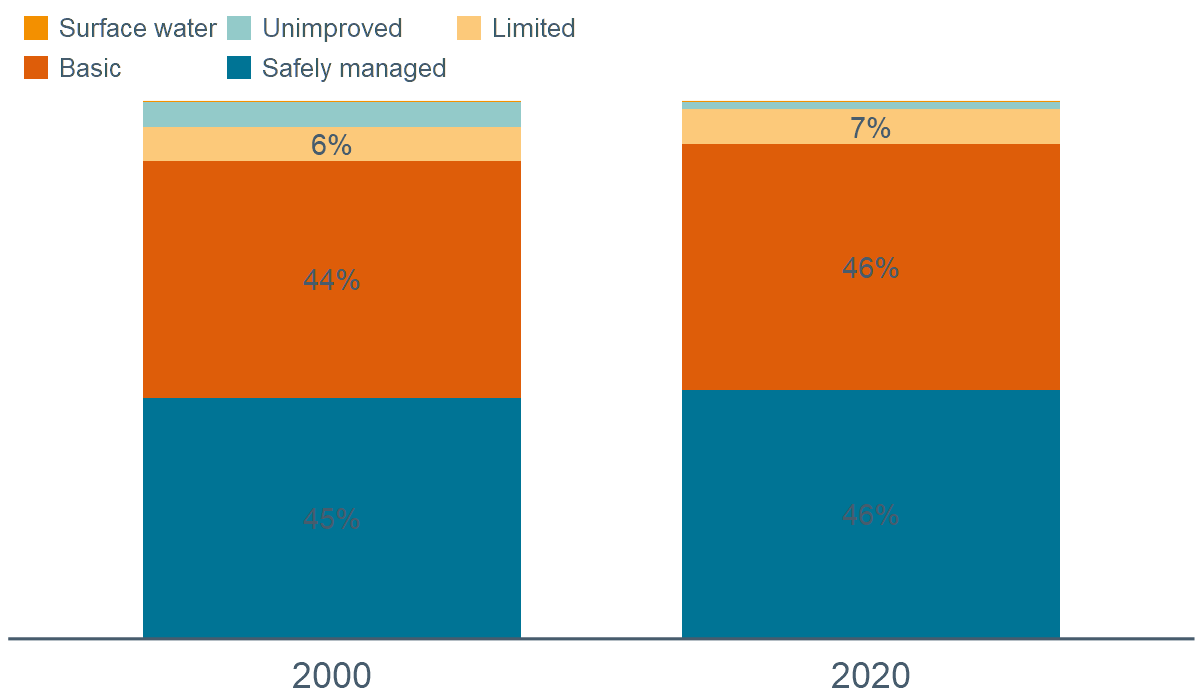 Surface water Unimproved Limited
Basic Safely managed
6% 7%
44% 46%
45% 46%
2000 2020